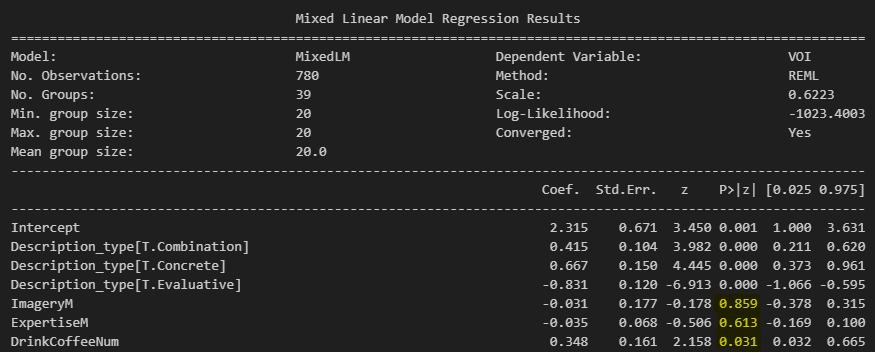 Mixed Linear Model Regression Results
================================================================================
Model: MixedLM Dependent Variable: VOI
No. Observations: 780 Method: REML
No. Groups: 39 Scale: 0.6223
Min. group size: 20 Log-Likelihood: -1023.4003
Max. group size: 20 Converged: Yes
Mean group size: 20.0
--------------------------------------------------------------------------------
Coef. Std.Err. z P>|z| [0.025 0.975]
--------------------------------------------------------------------------------
Intercept 2.315 0.671 3.450 0.001 1.000 3.631
Description_type[T.Combination] 0.415 0.104 3.982 0.000 0.211 0.620
Description_type[T.Concrete] 0.667 0.150 4.445 0.000 0.373 0.961
Description_type[T.Evaluative] -0.831 0.120 -6.913 0.000 -1.066 -0.595
ImageryM -0.031 0.177 -0.178 0.859 -0.378 0.315
ExpertiseM -0.035 0.068 -0.506 0.613 -0.169 0.100
DrinkCoffeeNum 0.348 0.161 2.158 0.031 0.032 0.665